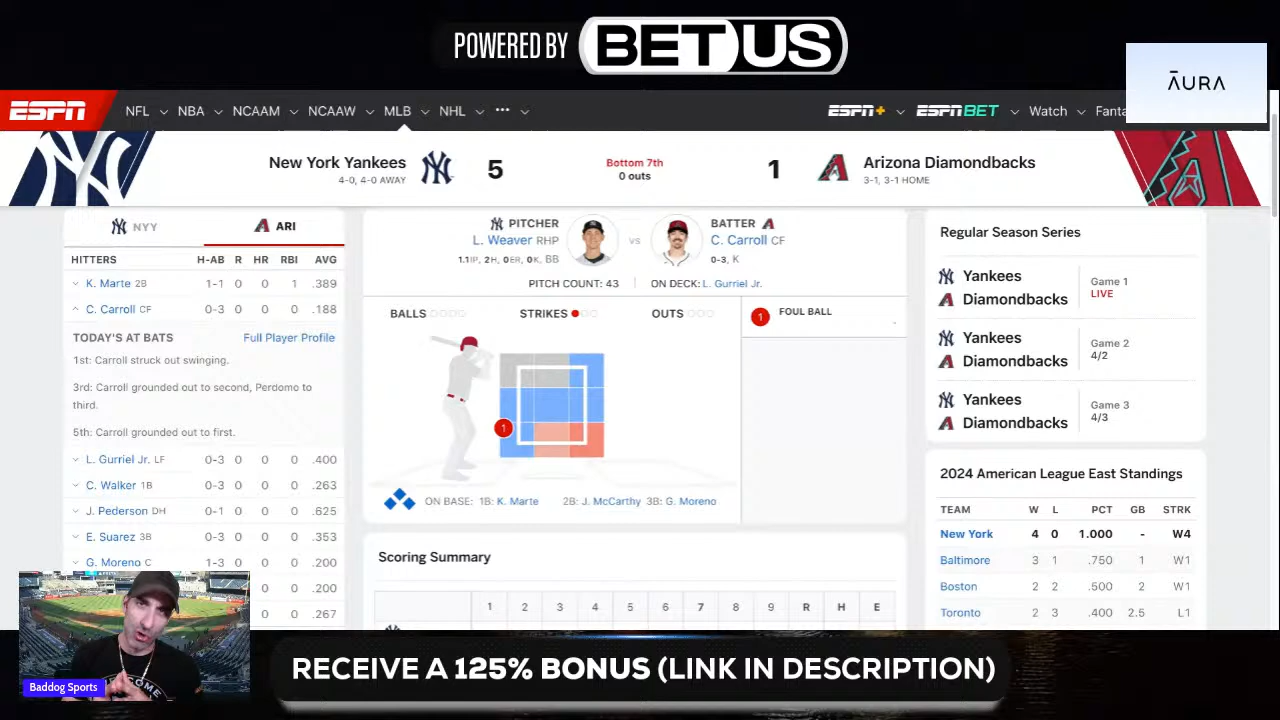 POWERED BY BETUS
ĀURA
ESPN NFL NBA NCAAM NCAAW MLB NHL ••• ESPN+ ESPN BET Watch
New York Yankees 5 Bottom 7th 1 Arizona Diamondbacks
4-0, 4-0 AWAY 0 outs 3-1, 3-1 HOME
NYY ARI
HITTERS H-AB R HR RBI AVG
K. Marte 2B 1-1 0 0 1 .389
C. Carroll CF 0-3 0 0 0 .188
TODAY'S AT BATS Full Player Profile
1st: Carroll struck out swinging.
3rd: Carroll grounded out to second, Perdomo to
third.
5th: Carroll grounded out to first.
L. Gurriel Jr. LF 0-3 0 0 0 .400
C. Walker 1B 0-3 0 0 0 .263
J. Pederson DH 0-1 0 0 0 .625
E. Suarez 3B 0-3 0 0 0 .353
G. Moreno C 1-3 0 0 0 .200
0 0 .200
0 0 .267
PITCHER
L. Weaver RHP
1.1IP, 2H, 0ER, 0K, BB
vs
BATTER
C. Carroll CF
0-3, K
PITCH COUNT: 43 ON DECK: L. Gurriel Jr.
BALLS STRIKES OUTS
1 FOUL BALL
1
ON BASE: 1B: K. Marte 2B: J. McCarthy 3B: G. Moreno
Scoring Summary
1 2 3 4 5 6 7 8 9 R H E
Regular Season Series
Yankees
Diamondbacks
Game 1
LIVE
Yankees
Diamondbacks
Game 2
4/2
Yankees
Diamondbacks
Game 3
4/3
2024 American League East Standings
TEAM W L PCT GB STRK
New York 4 0 1.000 - W4
Baltimore 3 1 .750 1 W1
Boston 2 2 .500 2 W1
Toronto 2 3 .400 2.5 L1
Baddog Sports
RECEIVE A 125% BONUS (LINK IN DESCRIPTION)